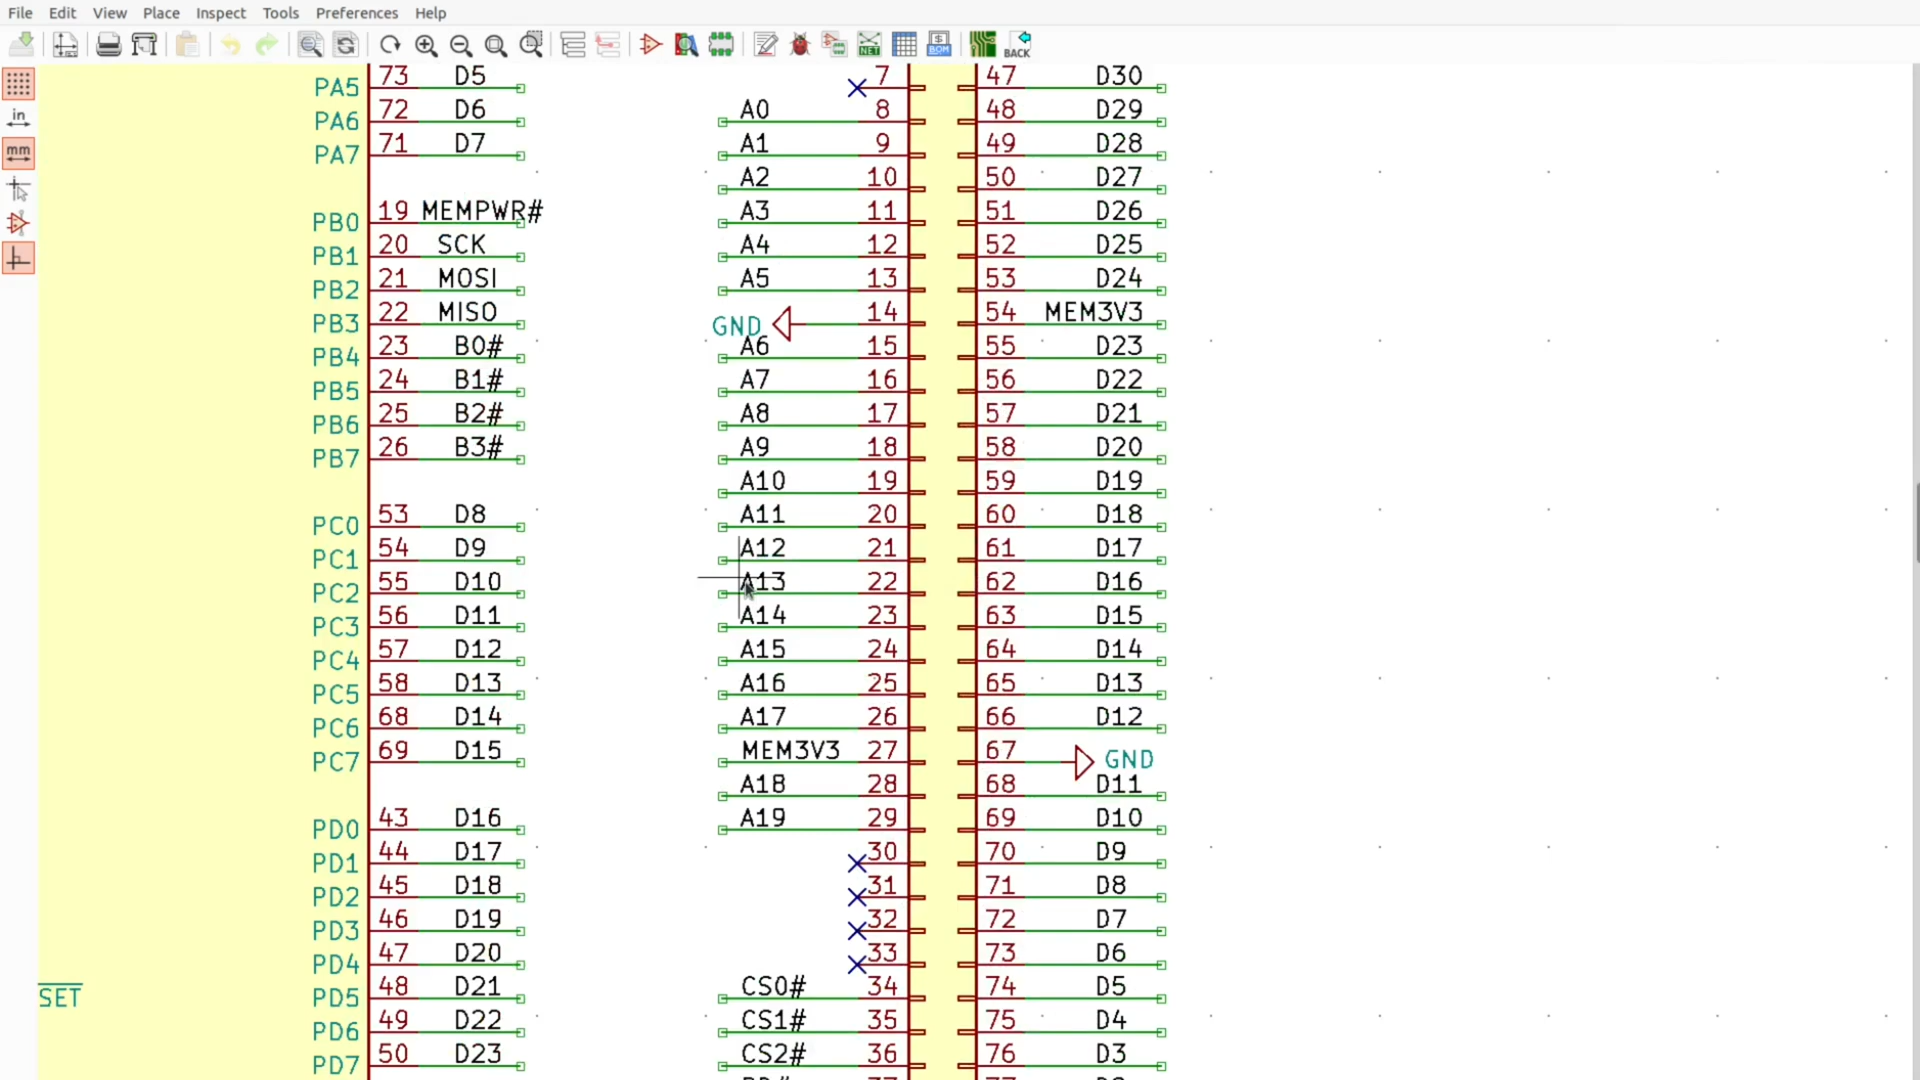 File Edit View Place Inspect Tools Preferences Help
NET BOM BACK
in
mm
PA5 73 D5
PA6 72 D6
PA7 71 D7
PB0 19 MEMPWR#
PB1 20 SCK
PB2 21 MOSI
PB3 22 MISO
PB4 23 B0#
PB5 24 B1#
PB6 25 B2#
PB7 26 B3#
PC0 53 D8
PC1 54 D9
PC2 55 D10
PC3 56 D11
PC4 57 D12
PC5 58 D13
PC6 68 D14
PC7 69 D15
PD0 43 D16
PD1 44 D17
PD2 45 D18
PD3 46 D19
PD4 47 D20
PD5 48 D21
PD6 49 D22
PD7 50 D23
SET
7
A0 8
A1 9
A2 10
A3 11
A4 12
A5 13
GND 14
A6 15
A7 16
A8 17
A9 18
A10 19
A11 20
A12 21
A13 22
A14 23
A15 24
A16 25
A17 26
MEM3V3 27
A18 28
A19 29
30
31
32
33
CS0# 34
CS1# 35
CS2# 36
47 D30
48 D29
49 D28
50 D27
51 D26
52 D25
53 D24
54 MEM3V3
55 D23
56 D22
57 D21
58 D20
59 D19
60 D18
61 D17
62 D16
63 D15
64 D14
65 D13
66 D12
67 GND
68 D11
69 D10
70 D9
71 D8
72 D7
73 D6
74 D5
75 D4
76 D3